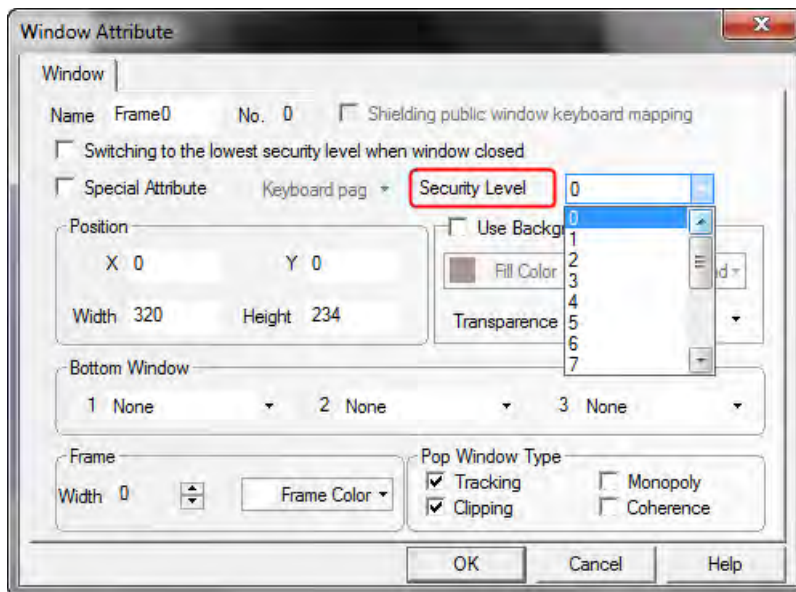 Window Attribute
Window
Name Frame0 No. 0 Shielding public window keyboard mapping
Switching to the lowest security level when window closed
Special Attribute Keyboard pag Security Level 0
0
1
2
3
4
5
6
7
Position
X 0 Y 0
Width 320 Height 234
Use Backgr
Fill Color
Transparence
Bottom Window
1 None 2 None 3 None
Frame
Width 0 Frame Color
Pop Window Type
Tracking Monopoly
Clipping Coherence
OK Cancel Help